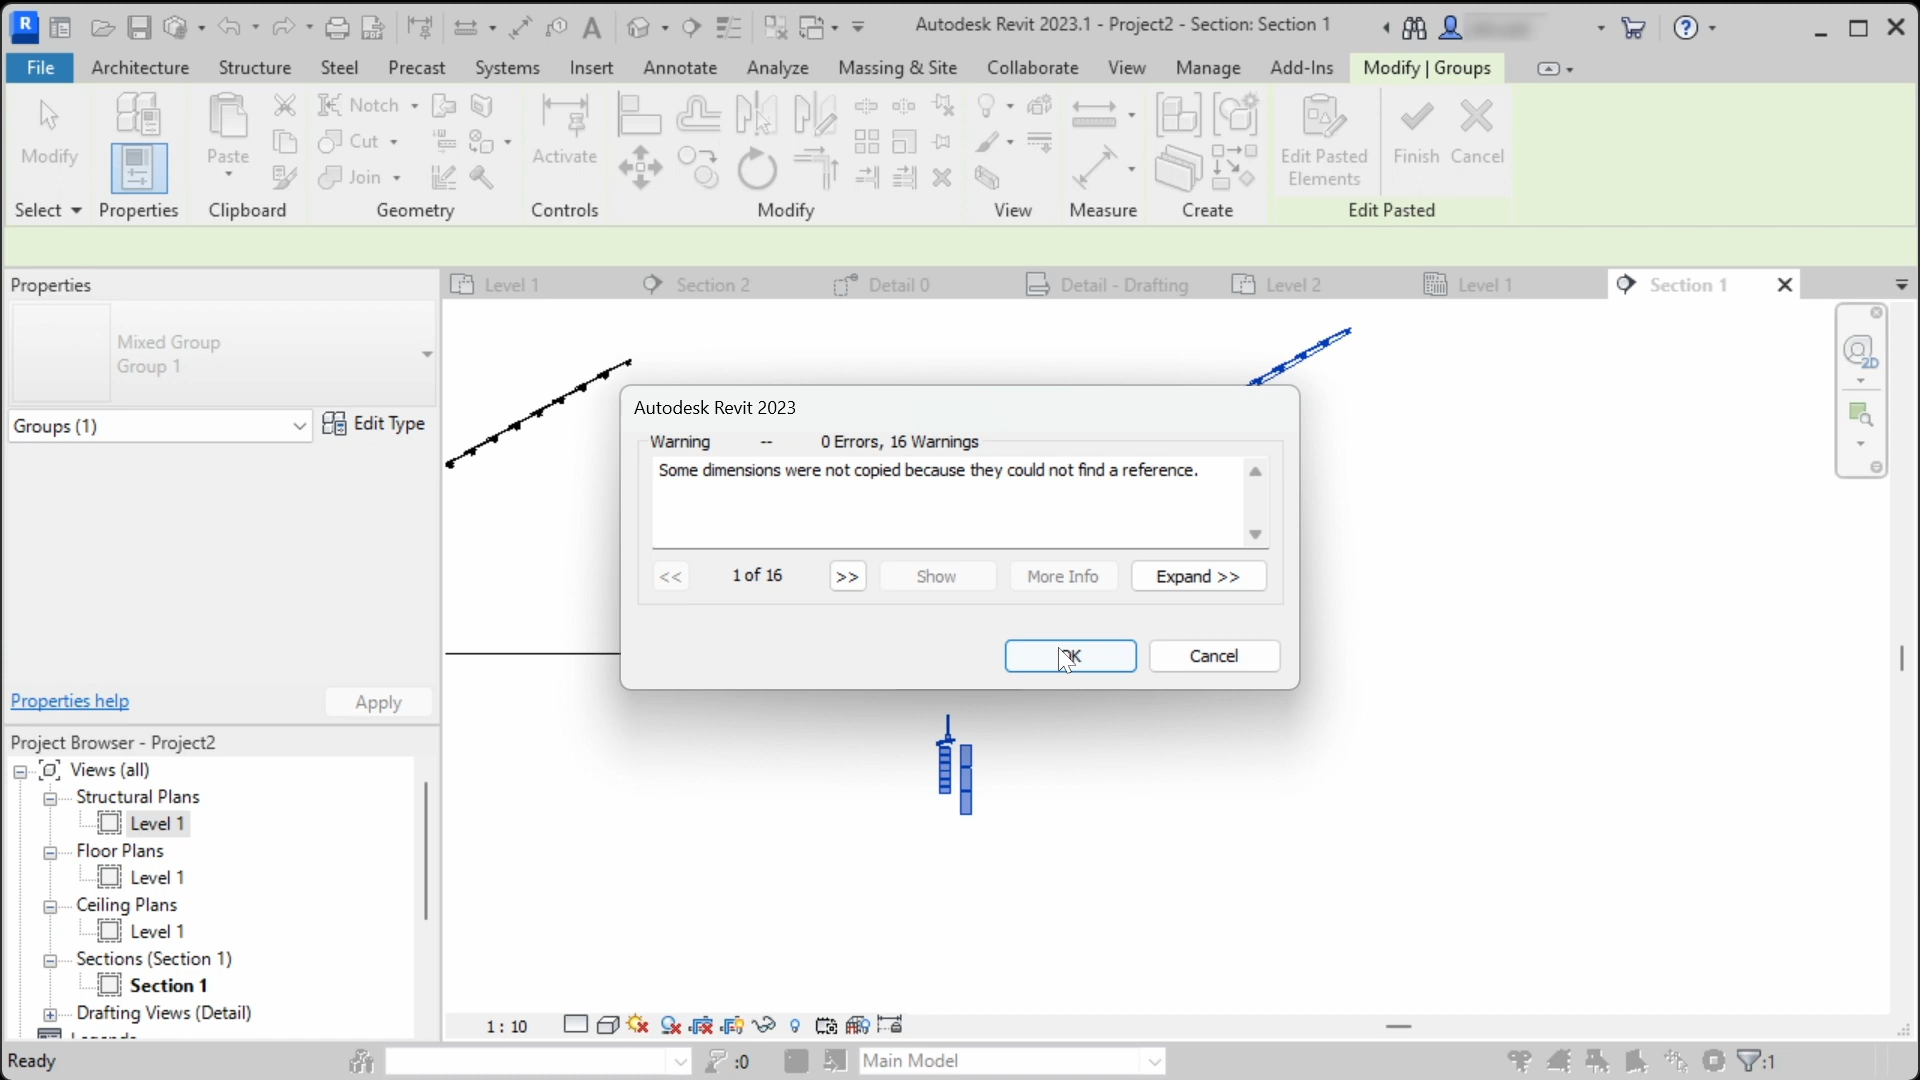 R
Autodesk Revit 2023.1 - Project2 - Section: Section 1
File
Architecture
Structure
Steel
Precast
Systems
Insert
Annotate
Analyze
Massing & Site
Collaborate
View
Manage
Add-Ins
Modify | Groups
Modify
Paste
Notch
Cut
Join
Activate
Edit Pasted
Elements
Finish
Cancel
Select
Properties
Clipboard
Geometry
Controls
Modify
View
Measure
Create
Edit Pasted
Properties
Level 1
Section 2
Detail 0
Detail - Drafting
Level 2
Level 1
Section 1
Mixed Group
Group 1
Groups (1)
Edit Type
2D
Autodesk Revit 2023
Warning -- 0 Errors, 16 Warnings
Some dimensions were not copied because they could not find a reference.
<< 1 of 16 >> Show More Info Expand >>
OK Cancel
Properties help
Apply
Project Browser - Project2
Views (all)
Structural Plans
Level 1
Floor Plans
Level 1
Ceiling Plans
Level 1
Sections (Section 1)
Section 1
Drafting Views (Detail)
1 : 10
Ready
:0
Main Model
:1